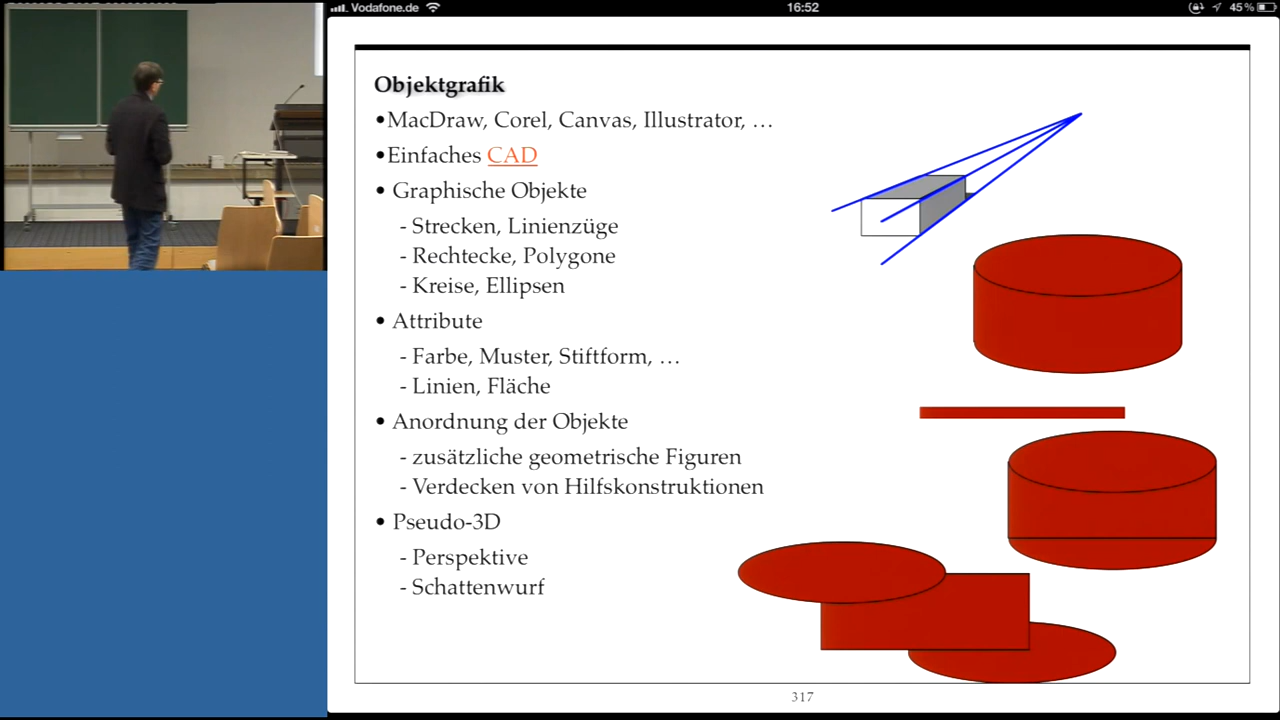 Vodafone.de
16:52
45 %
Objektgrafik
•MacDraw, Corel, Canvas, Illustrator, …
•Einfaches CAD
• Graphische Objekte
- Strecken, Linienzüge
- Rechtecke, Polygone
- Kreise, Ellipsen
• Attribute
- Farbe, Muster, Stiftform, …
- Linien, Fläche
• Anordnung der Objekte
- zusätzliche geometrische Figuren
- Verdecken von Hilfskonstruktionen
• Pseudo-3D
- Perspektive
- Schattenwurf
317